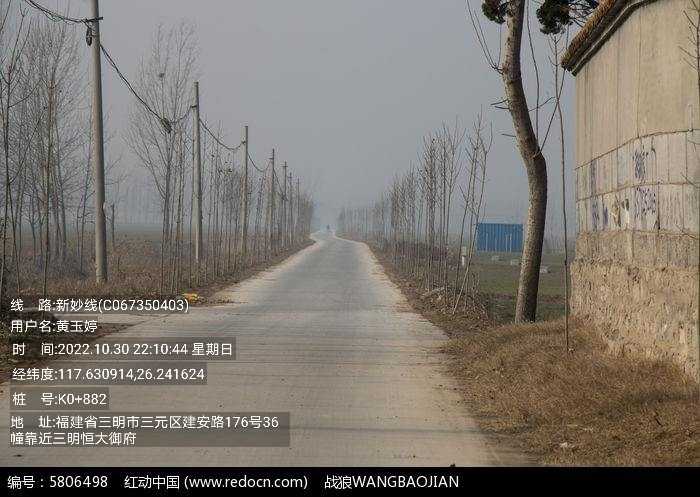 线　路:新妙线(C067350403)
用户名:黄玉婷
时　间:2022.10.30 22:10:44 星期日
经纬度:117.630914,26.241624
桩　号:K0+882
地　址:福建省三明市三元区建安路176号36
幢靠近三明恒大御府
编号：5806498　红动中国 (www.redocn.com)　战狼WANGBAOJIAN